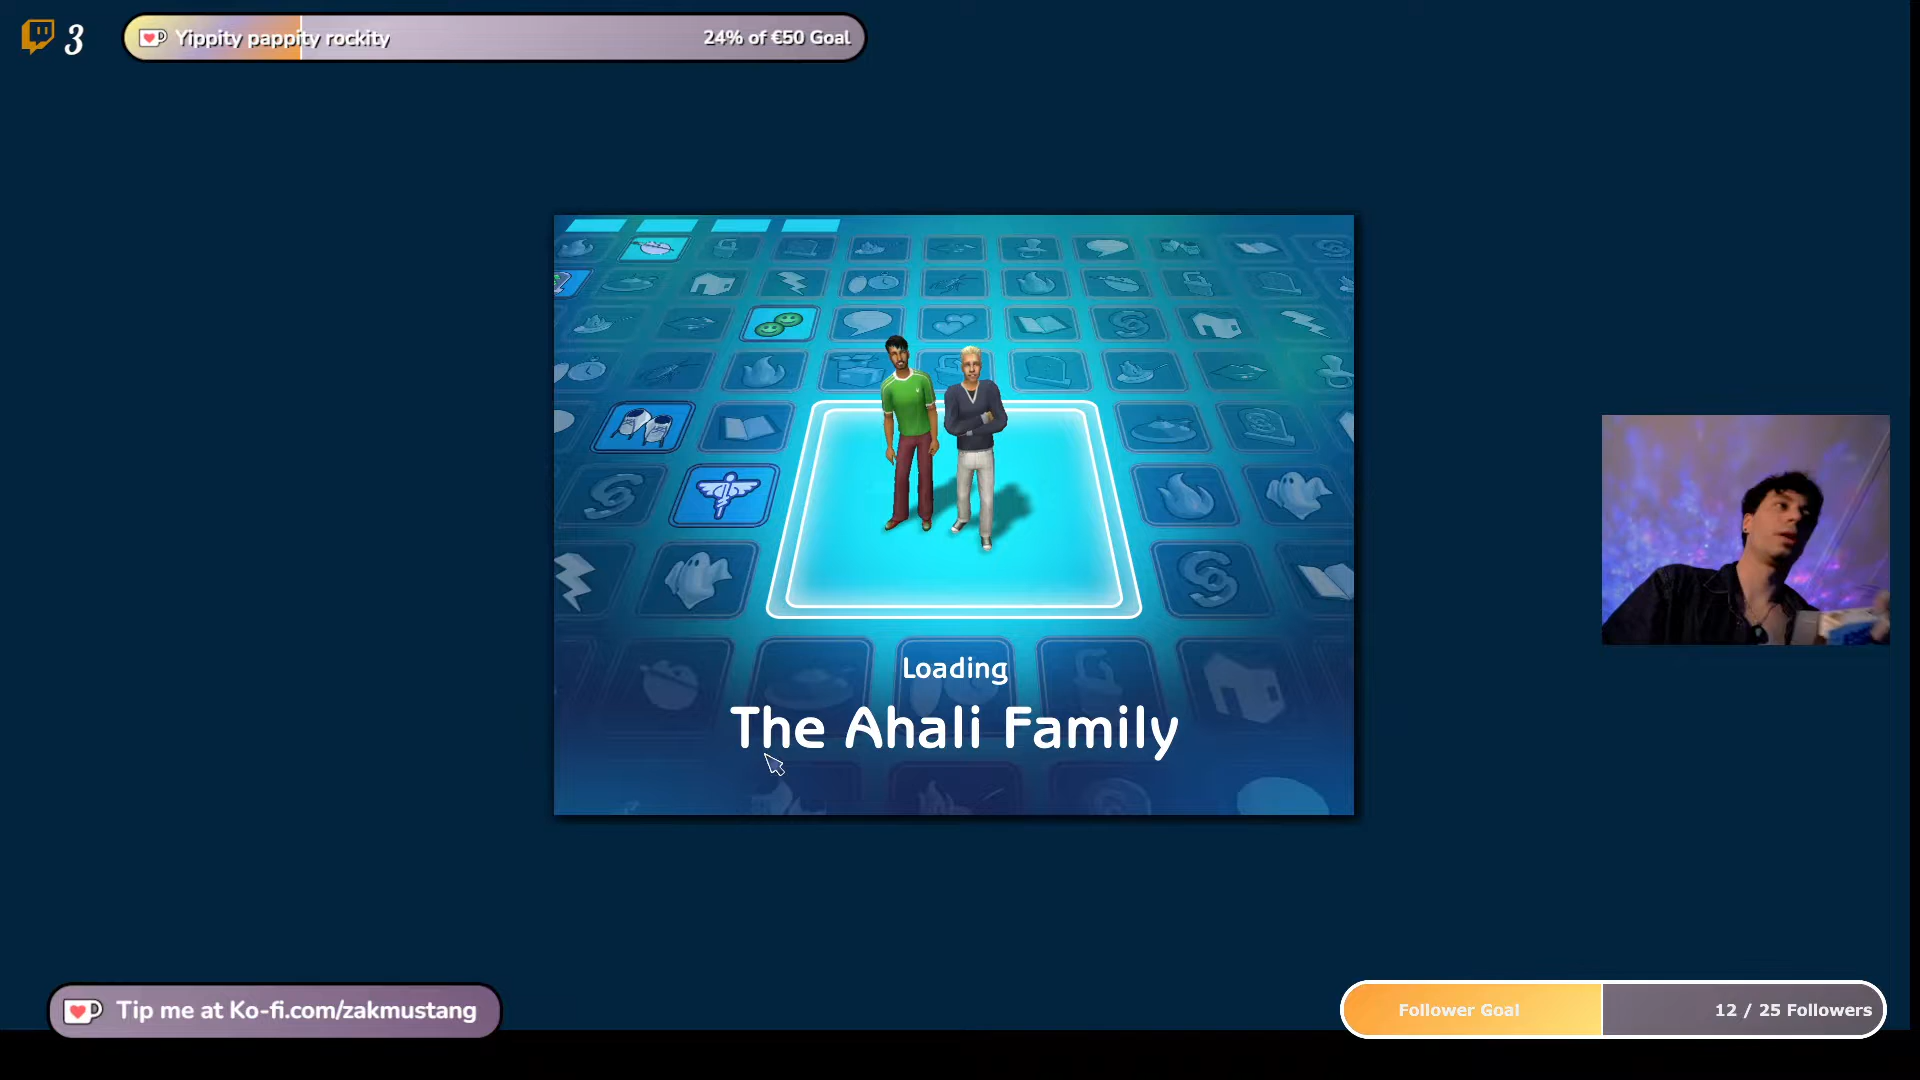 3
Yippity pappity rockity
24% of €50 Goal
Loading
The Ahali Family
Tip me at Ko-fi.com/zakmustang
Follower Goal
12 / 25 Followers